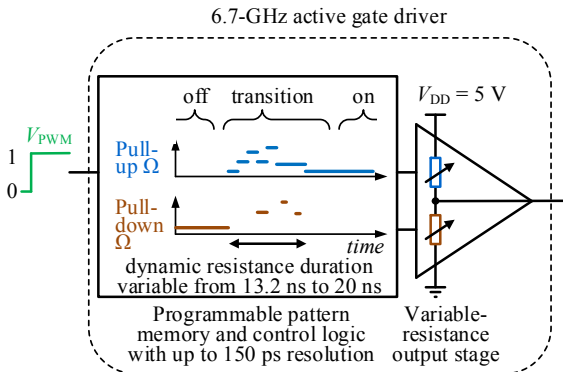 6.7-GHz active gate driver
off transition on
V_DD = 5 V
V_PWM
1
0
Pull-
up Ω
Pull-
down
Ω
time
dynamic resistance duration
variable from 13.2 ns to 20 ns
Programmable pattern
memory and control logic
with up to 150 ps resolution
Variable-
resistance
output stage